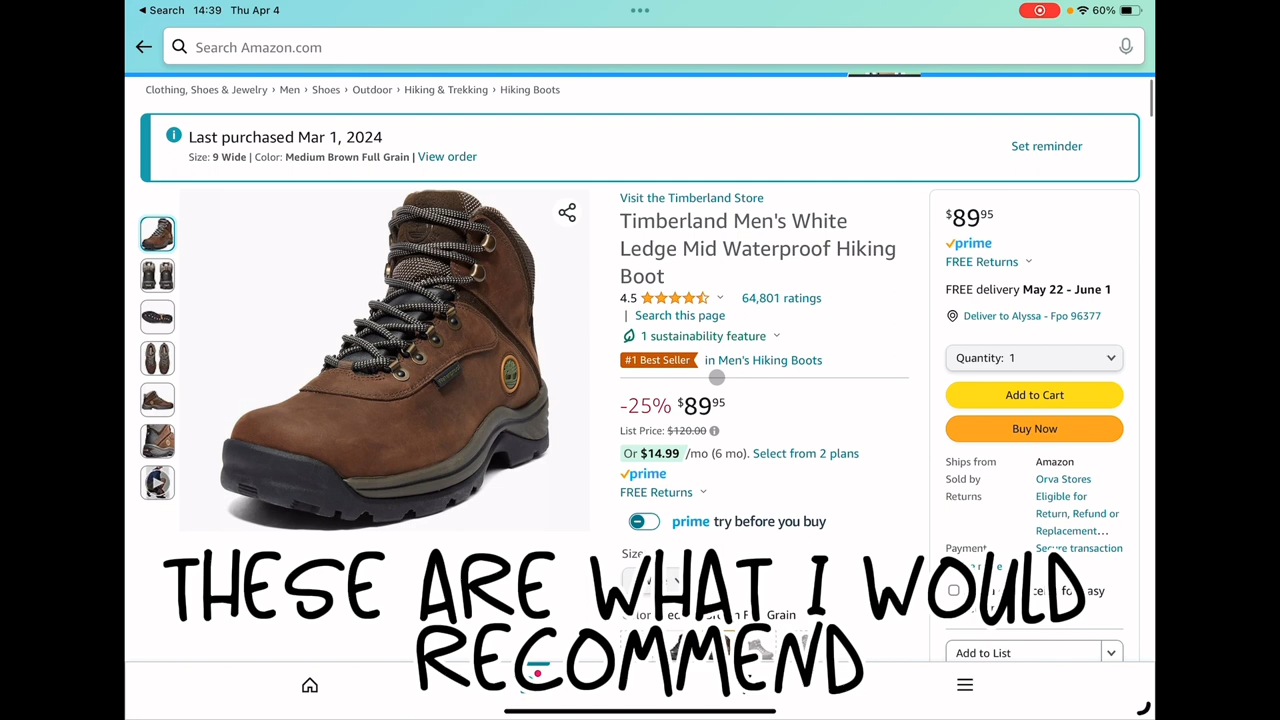 Search 14:39 Thu Apr 4
60%
Search Amazon.com
Clothing, Shoes & Jewelry › Men › Shoes › Outdoor › Hiking & Trekking › Hiking Boots
Last purchased Mar 1, 2024
Size: 9 Wide | Color: Medium Brown Full Grain | View order
Set reminder
Visit the Timberland Store
Timberland Men's White
Ledge Mid Waterproof Hiking
Boot
4.5 64,801 ratings
| Search this page
1 sustainability feature
#1 Best Seller in Men's Hiking Boots
-25% $89.95
List Price: $120.00
Or $14.99 /mo (6 mo). Select from 2 plans
prime
FREE Returns
prime try before you buy
Size
Grain
$89.95
prime
FREE Returns
FREE delivery May 22 - June 1
Deliver to Alyssa - Fpo 96377
Quantity: 1
Add to Cart
Buy Now
Ships from Amazon
Sold by Orva Stores
Returns Eligible for
Return, Refund or
Replacement...
Payment Secure transaction
Add to List
THESE ARE WHAT I WOULD
RECOMMEND